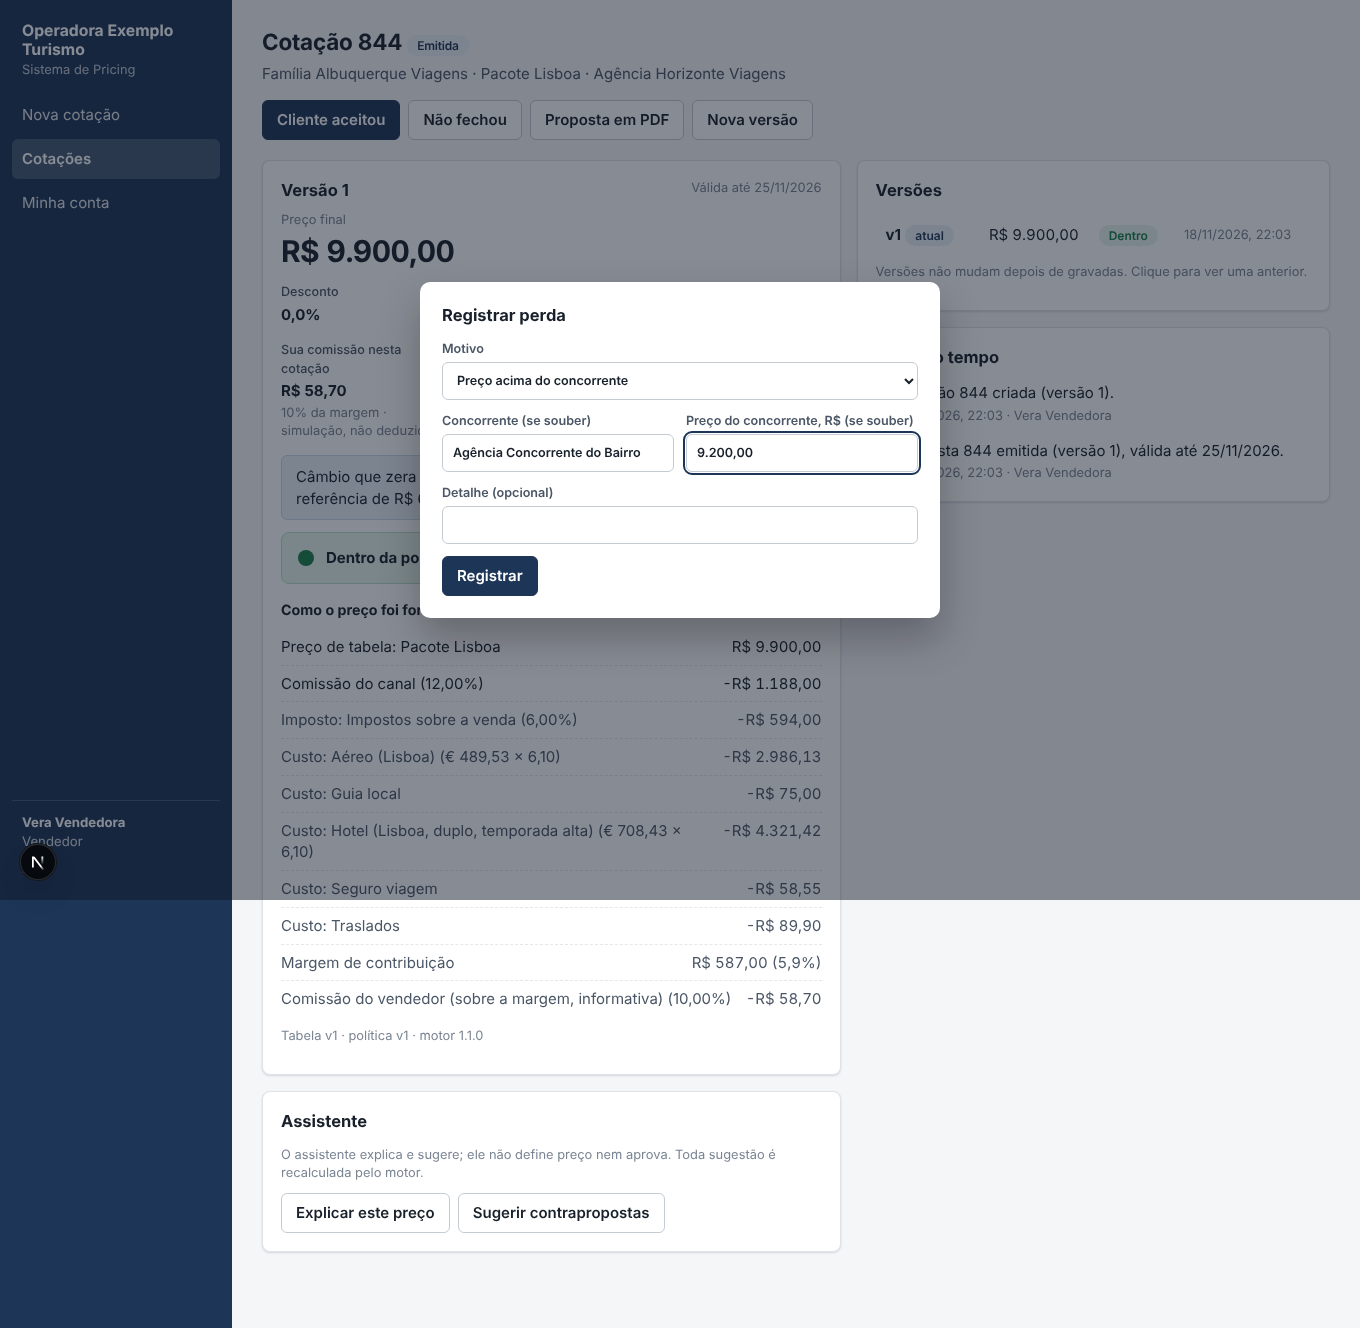 Operadora Exemplo
Turismo
Sistema de Pricing
Nova cotação
Cotações
Minha conta
Vera Vendedora
Vendedor
N
Cotação 844 Emitida
Família Albuquerque Viagens · Pacote Lisboa · Agência Horizonte Viagens
Cliente aceitou Não fechou Proposta em PDF Nova versão
Versão 1 Válida até 25/11/2026
Preço final
R$ 9.900,00
Desconto
0,0%
Sua comissão nesta
cotação
R$ 58,70
10% da margem ·
simulação, não
Câmbio que zera
referência de R$
Dentro da
Como o preço foi
Preço de tabela: Pacote Lisboa R$ 9.900,00
Comissão do canal (12,00%) -R$ 1.188,00
Imposto: Impostos sobre a venda (6,00%) -R$ 594,00
Custo: Aéreo (Lisboa) (€ 489,53 × 6,10) -R$ 2.986,13
Custo: Guia local -R$ 75,00
Custo: Hotel (Lisboa, duplo, temporada alta) (€ 708,43 × -R$ 4.321,42
6,10)
Custo: Seguro viagem -R$ 58,55
Custo: Traslados -R$ 89,90
Margem de contribuição R$ 587,00 (5,9%)
Comissão do vendedor (sobre a margem, informativa) (10,00%) -R$ 58,70
Tabela v1 · política v1 · motor 1.1.0
Assistente
O assistente explica e sugere; ele não define preço nem aprova. Toda sugestão é
recalculada pelo motor.
Explicar este preço Sugerir contrapropostas
Versões
v1 atual R$ 9.900,00 Dentro 18/11/2026, 22:03
Versões não mudam depois de gravadas. Clique para ver uma anterior.
tempo
844 criada (versão 1).
22:03 · Vera Vendedora
844 emitida (versão 1), válida até 25/11/2026.
22:03 · Vera Vendedora
Registrar perda
Motivo
Preço acima do concorrente
Concorrente (se souber) Preço do concorrente, R$ (se souber)
Agência Concorrente do Bairro 9.200,00
Detalhe (opcional)
Registrar